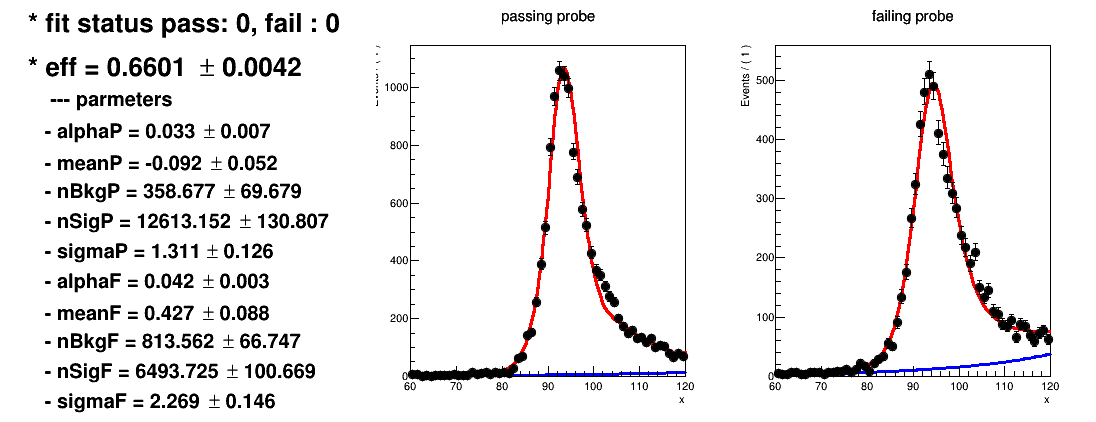 * fit status pass: 0, fail : 0
* eff = 0.6601 ± 0.0042
--- parmeters
- alphaP = 0.033 ± 0.007
- meanP = -0.092 ± 0.052
- nBkgP = 358.677 ± 69.679
- nSigP = 12613.152 ± 130.807
- sigmaP = 1.311 ± 0.126
- alphaF = 0.042 ± 0.003
- meanF = 0.427 ± 0.088
- nBkgF = 813.562 ± 66.747
- nSigF = 6493.725 ± 100.669
- sigmaF = 2.269 ± 0.146
passing probe
1000
800
600
400
200
0
60 70 80 90 100 110 120
x
failing probe
Events / ( 1 )
500
400
300
200
100
0
60 70 80 90 100 110 120
x